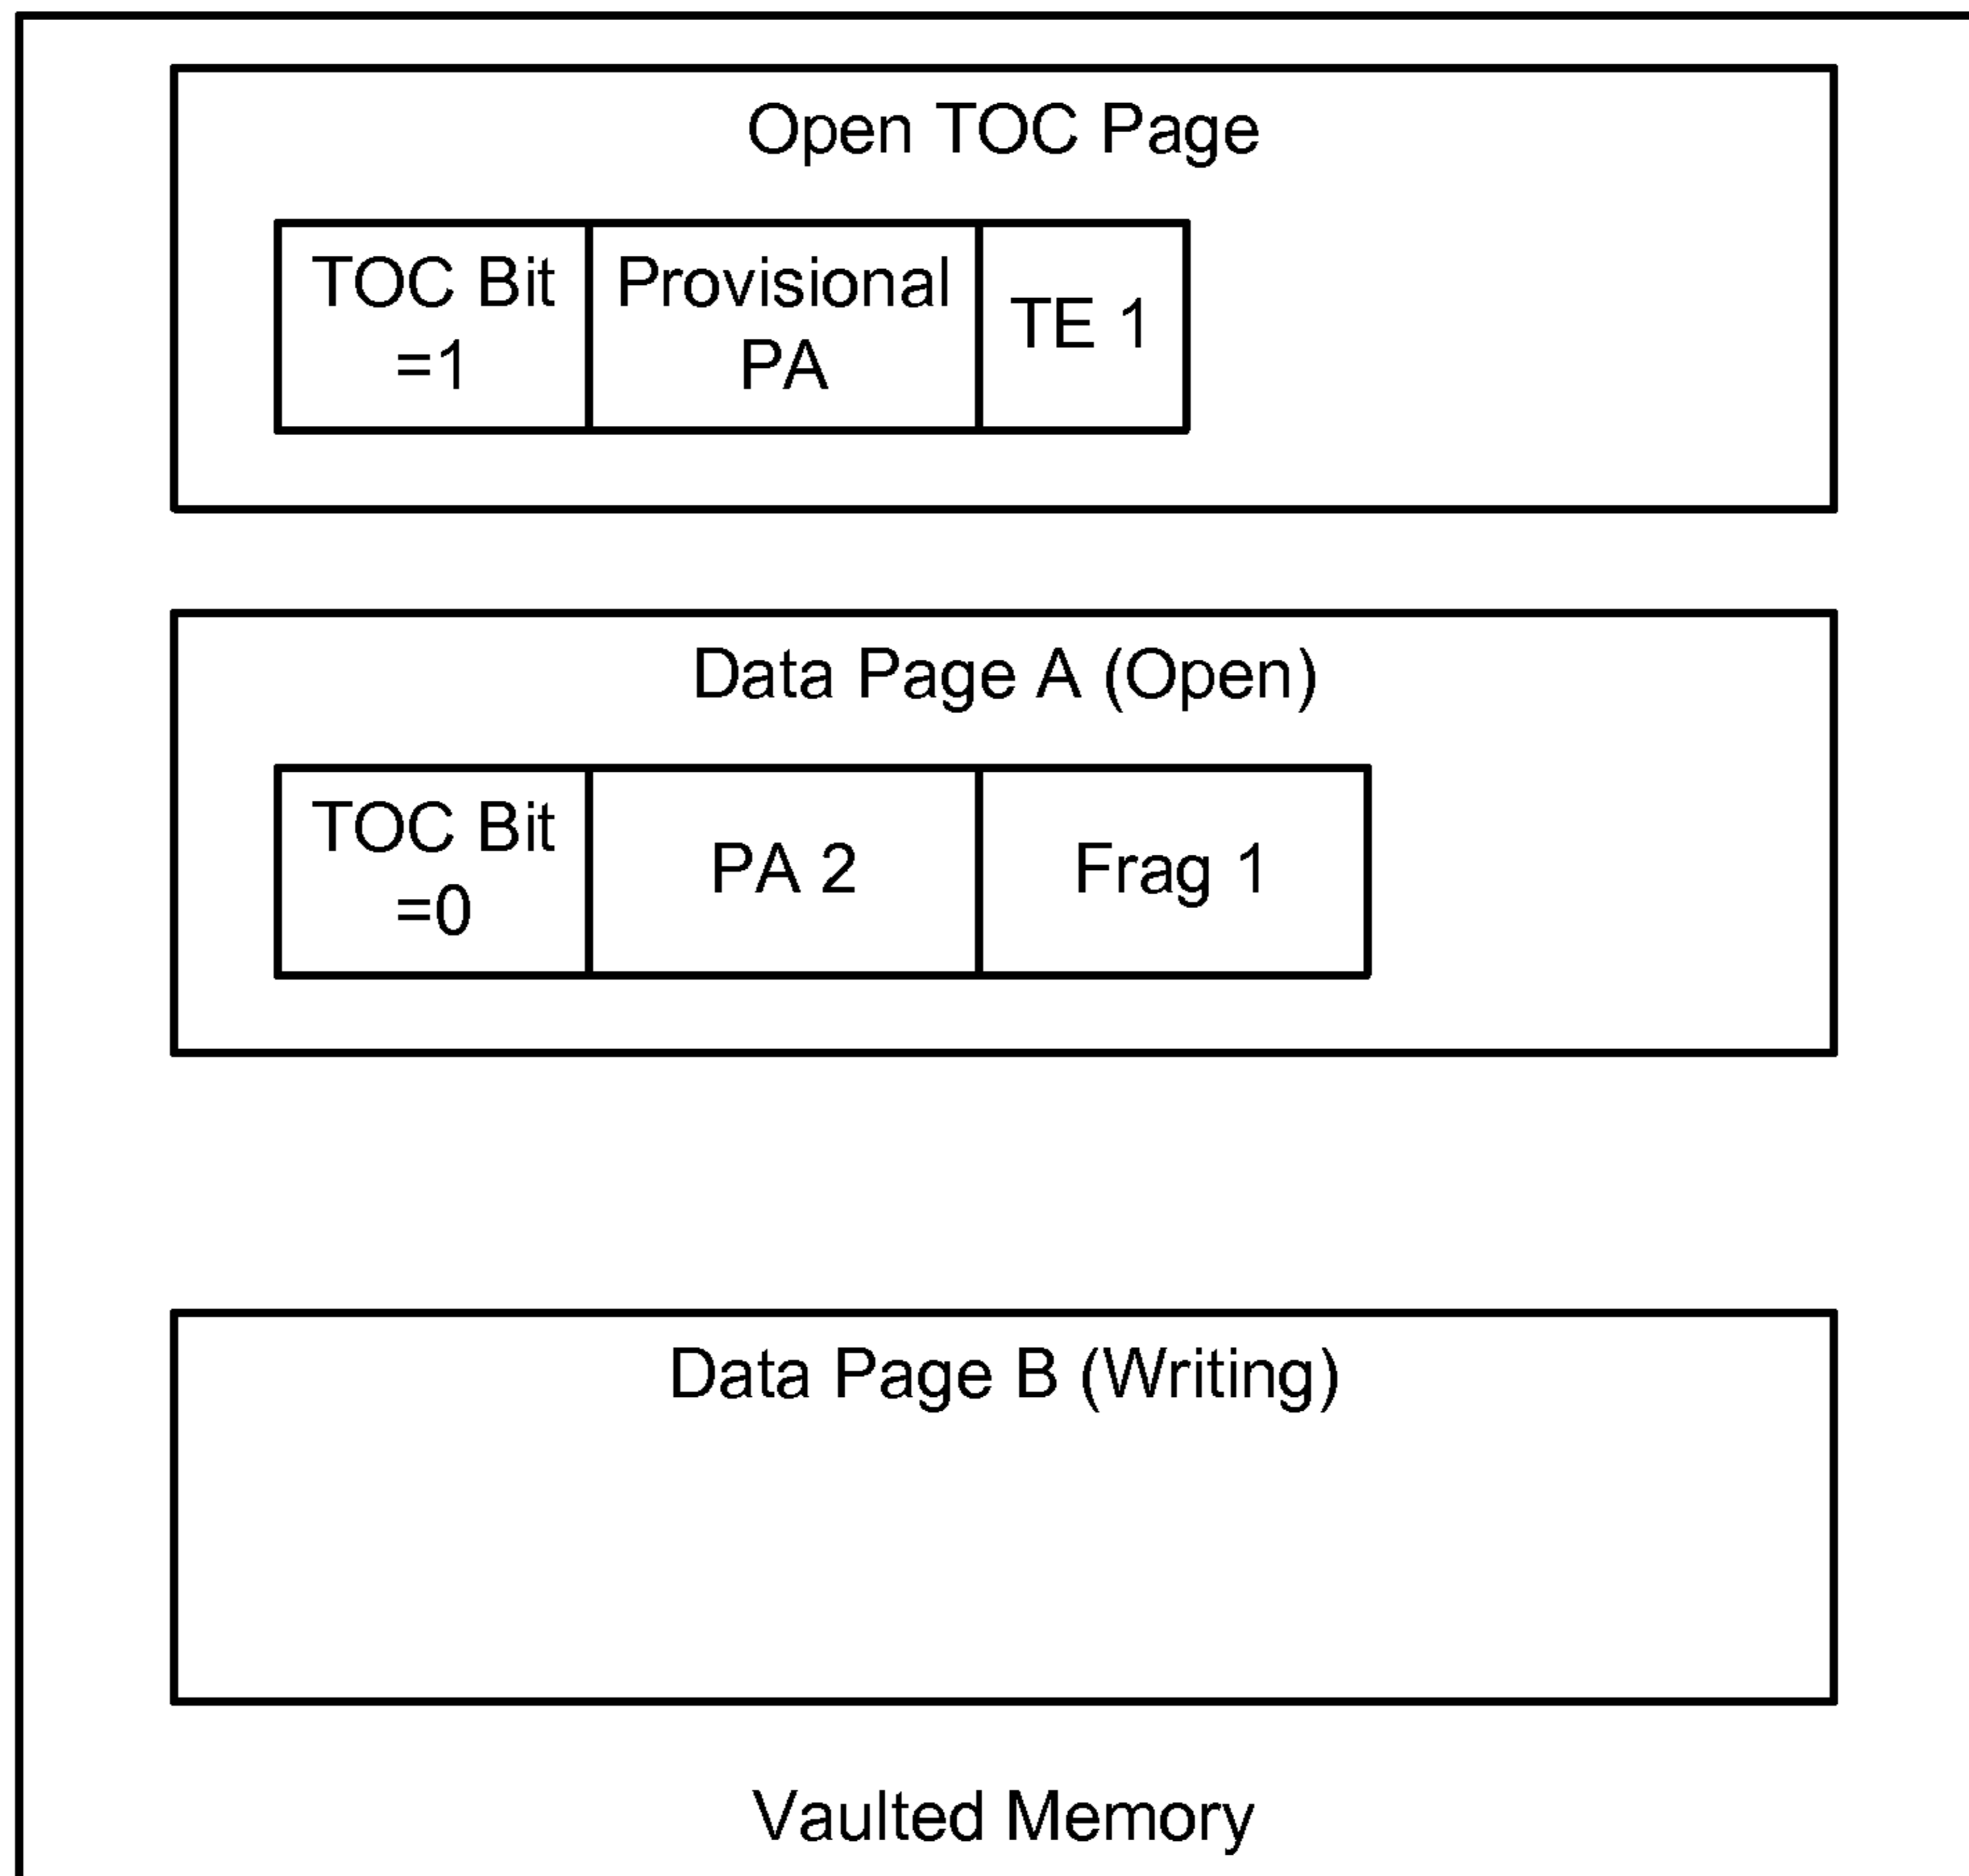 Open TOC Page
TOC Bit
=1
Provisional
PA
TE 1
Data Page A (Open)
TOC Bit
=0
PA 2
Frag 1
Data Page B (Writing)
Vaulted Memory